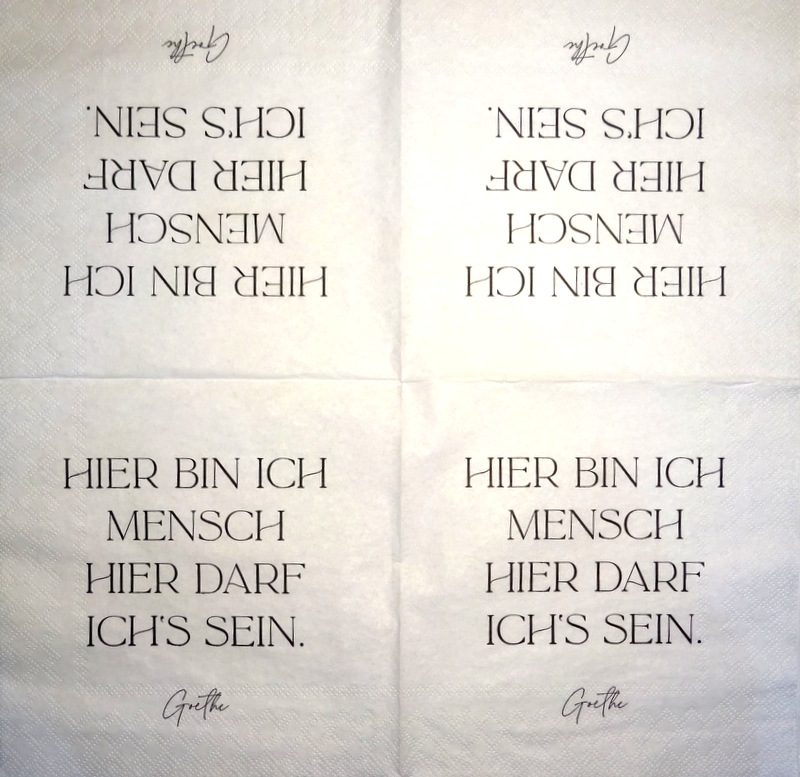 Goethe
ICH'S SEIN.
HIER DARF
MENSCH
HIER BIN ICH
Goethe
ICH'S SEIN.
HIER DARF
MENSCH
HIER BIN ICH
HIER BIN ICH
MENSCH
HIER DARF
ICH'S SEIN.
Goethe
HIER BIN ICH
MENSCH
HIER DARF
ICH'S SEIN.
Goethe